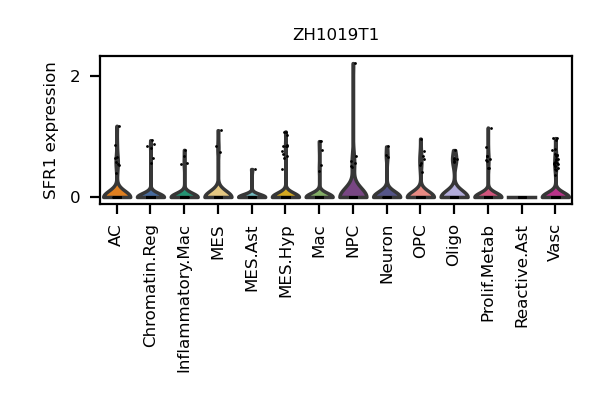 ZH1019T1
SFR1 expression
2
0
AC
Chromatin.Reg
Inflammatory.Mac
MES
MES.Ast
MES.Hyp
Mac
NPC
Neuron
OPC
Oligo
Prolif.Metab
Reactive.Ast
Vasc